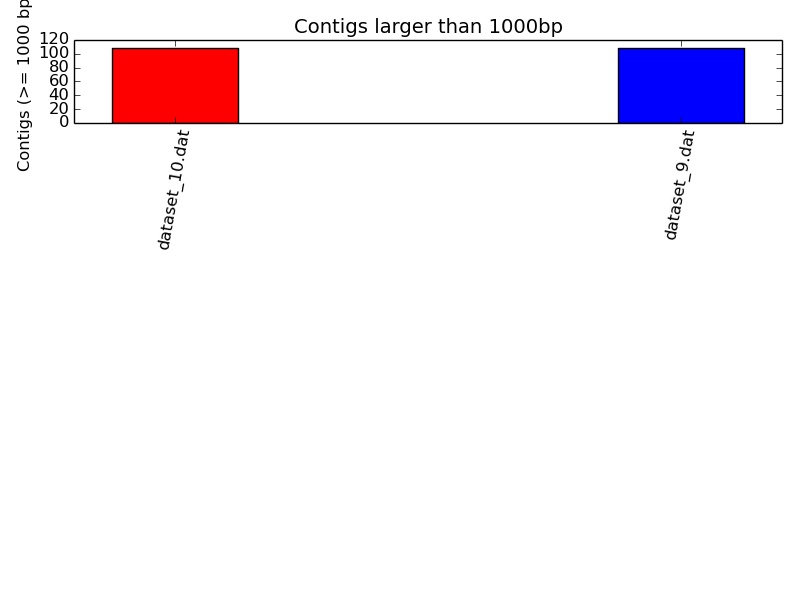 Contigs larger than 1000bp
Contigs (>= 1000 bp
120
100
80
60
40
20
0
dataset_10.dat
dataset_9.dat